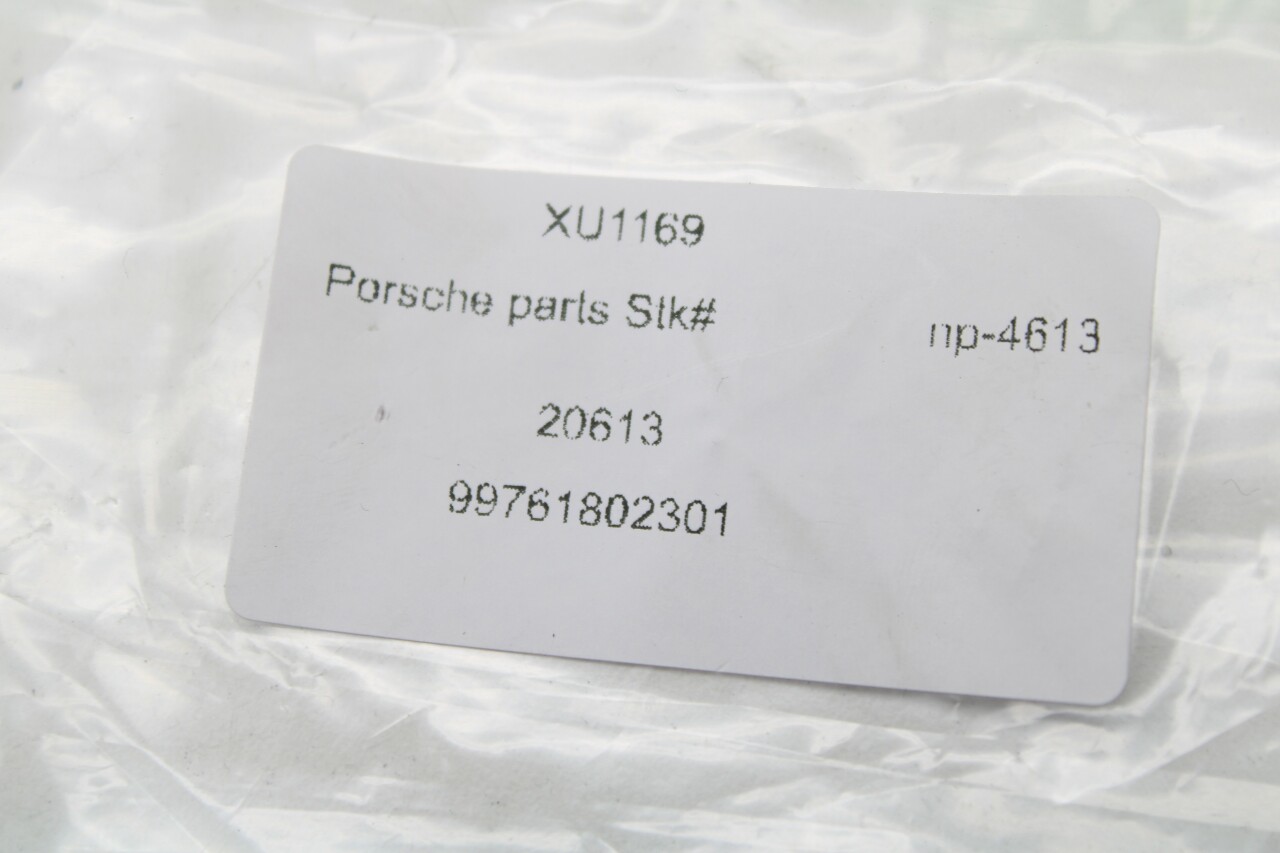 XU1169
Porsche parts Stk# np-4613
20613
99761802301